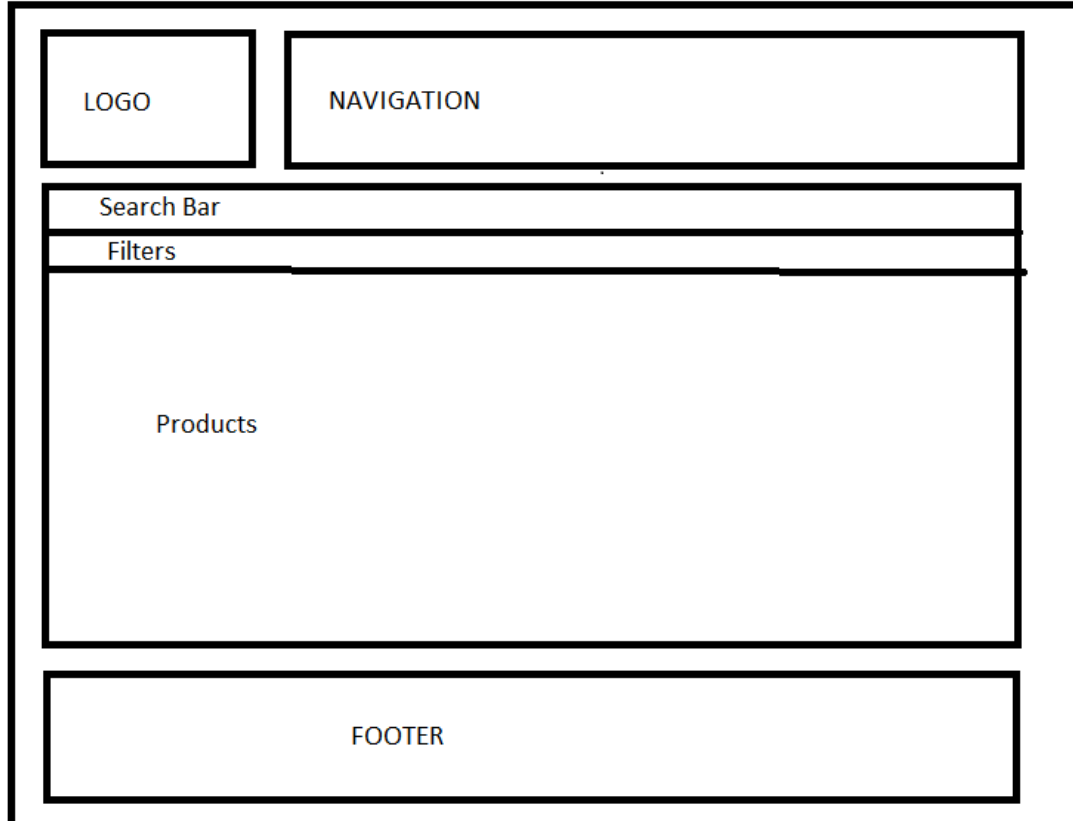 LOGO
NAVIGATION
Search Bar
Filters
Products
FOOTER